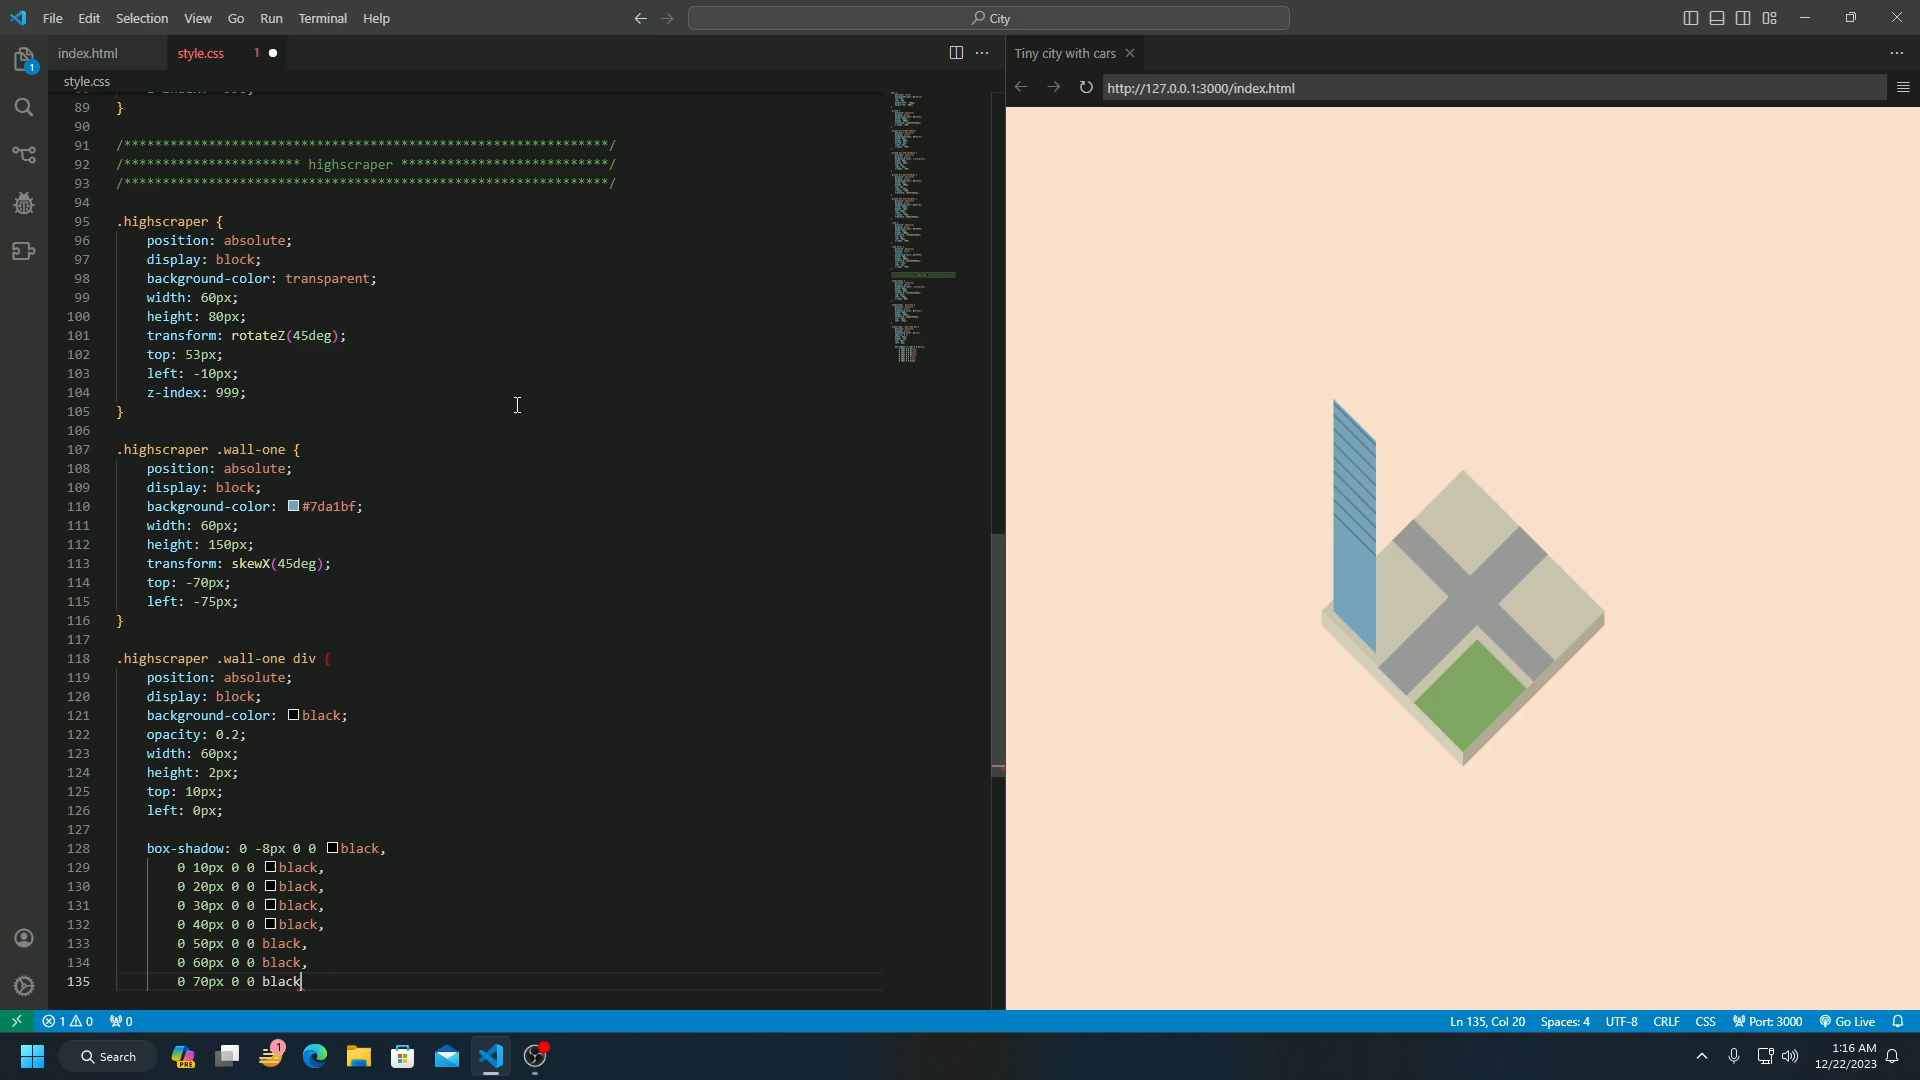 File Edit Selection View Go Run Terminal Help
City
index.html
style.css 1
Tiny city with cars
style.css
http://127.0.0.1:3000/index.html
1
89 }
90
91 /***************************************************************/
92 /*********************** highscraper ***************************/
93 /***************************************************************/
94
95 .highscraper {
96 position: absolute;
97 display: block;
98 background-color: transparent;
99 width: 60px;
100 height: 80px;
101 transform: rotateZ(45deg);
102 top: 53px;
103 left: -10px;
104 z-index: 999;
105 }
106
107 .highscraper .wall-one {
108 position: absolute;
109 display: block;
110 background-color: #7da1bf;
111 width: 60px;
112 height: 150px;
113 transform: skewX(45deg);
114 top: -70px;
115 left: -75px;
116 }
117
118 .highscraper .wall-one div {
119 position: absolute;
120 display: block;
121 background-color: black;
122 opacity: 0.2;
123 width: 60px;
124 height: 2px;
125 top: 10px;
126 left: 0px;
127
128 box-shadow: 0 -8px 0 0 black,
129 0 10px 0 0 black,
130 0 20px 0 0 black,
131 0 30px 0 0 black,
132 0 40px 0 0 black,
133 0 50px 0 0 black,
134 0 60px 0 0 black,
135 0 70px 0 0 black
1 0 0
Ln 135, Col 20 Spaces: 4 UTF-8 CRLF CSS Port: 3000 Go Live
Search
PRE
1
1:16 AM
12/22/2023